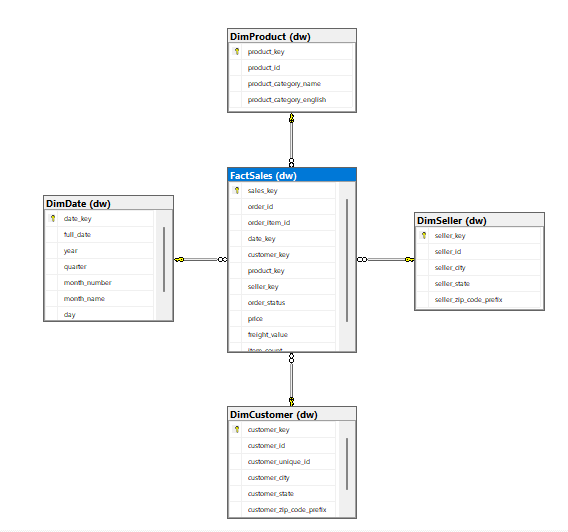 DimProduct (dw)
product_key
product_id
product_category_name
product_category_english
FactSales (dw)
sales_key
order_id
order_item_id
date_key
customer_key
product_key
seller_key
order_status
price
freight_value
item_count
DimDate (dw)
date_key
full_date
year
quarter
month_number
month_name
day
DimSeller (dw)
seller_key
seller_id
seller_city
seller_state
seller_zip_code_prefix
DimCustomer (dw)
customer_key
customer_id
customer_unique_id
customer_city
customer_state
customer_zip_code_prefix